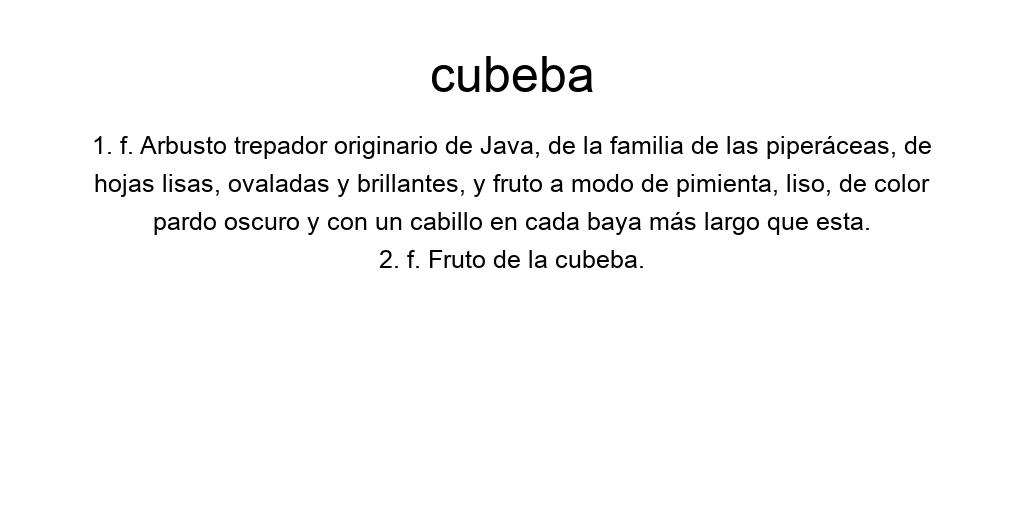 cubeba
1. f. Arbusto trepador originario de Java, de la familia de las piperáceas, de
hojas lisas, ovaladas y brillantes, y fruto a modo de pimienta, liso, de color
pardo oscuro y con un cabillo en cada baya más largo que esta.
2. f. Fruto de la cubeba.